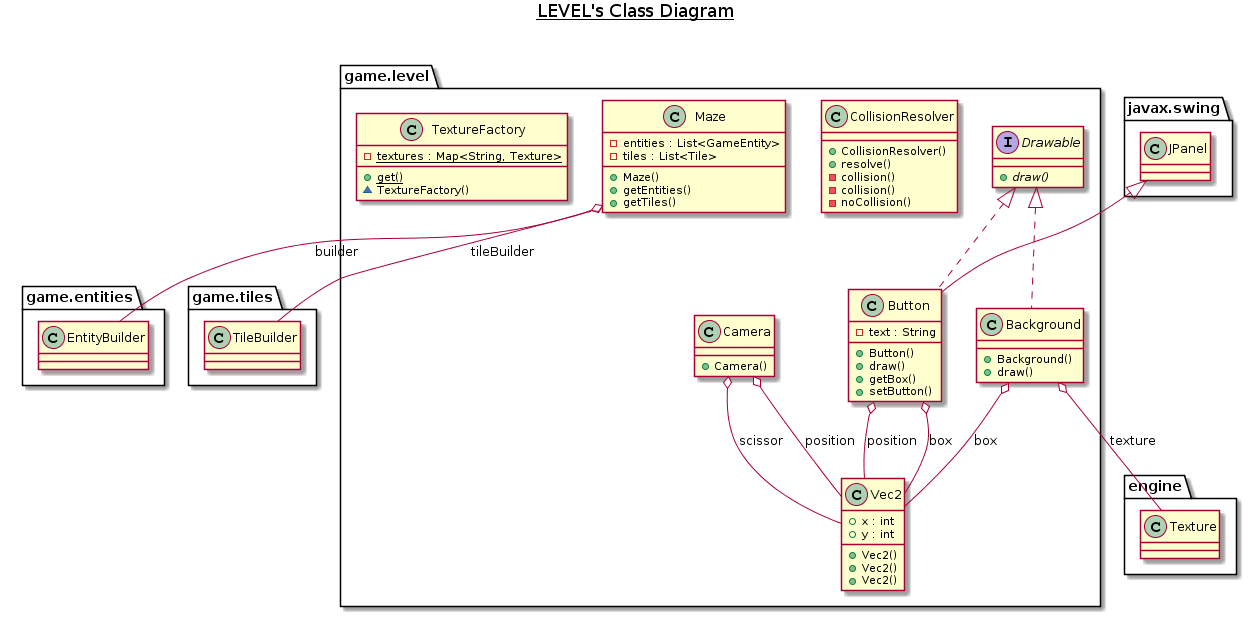 LEVEL's Class Diagram
game.level
C TextureFactory
textures : Map<String, Texture>
get()
TextureFactory()
C Maze
entities : List<GameEntity>
tiles : List<Tile>
Maze()
getEntities()
getTiles()
C CollisionResolver
CollisionResolver()
resolve()
collision()
collision()
noCollision()
I Drawable
draw()
javax.swing
C JPanel
builder
tileBuilder
game.entities
C EntityBuilder
game.tiles
C TileBuilder
C Camera
Camera()
C Button
text : String
Button()
draw()
getBox()
setButton()
C Background
Background()
draw()
scissor
position
position
box
box
texture
C Vec2
x : int
y : int
Vec2()
Vec2()
Vec2()
engine
C Texture